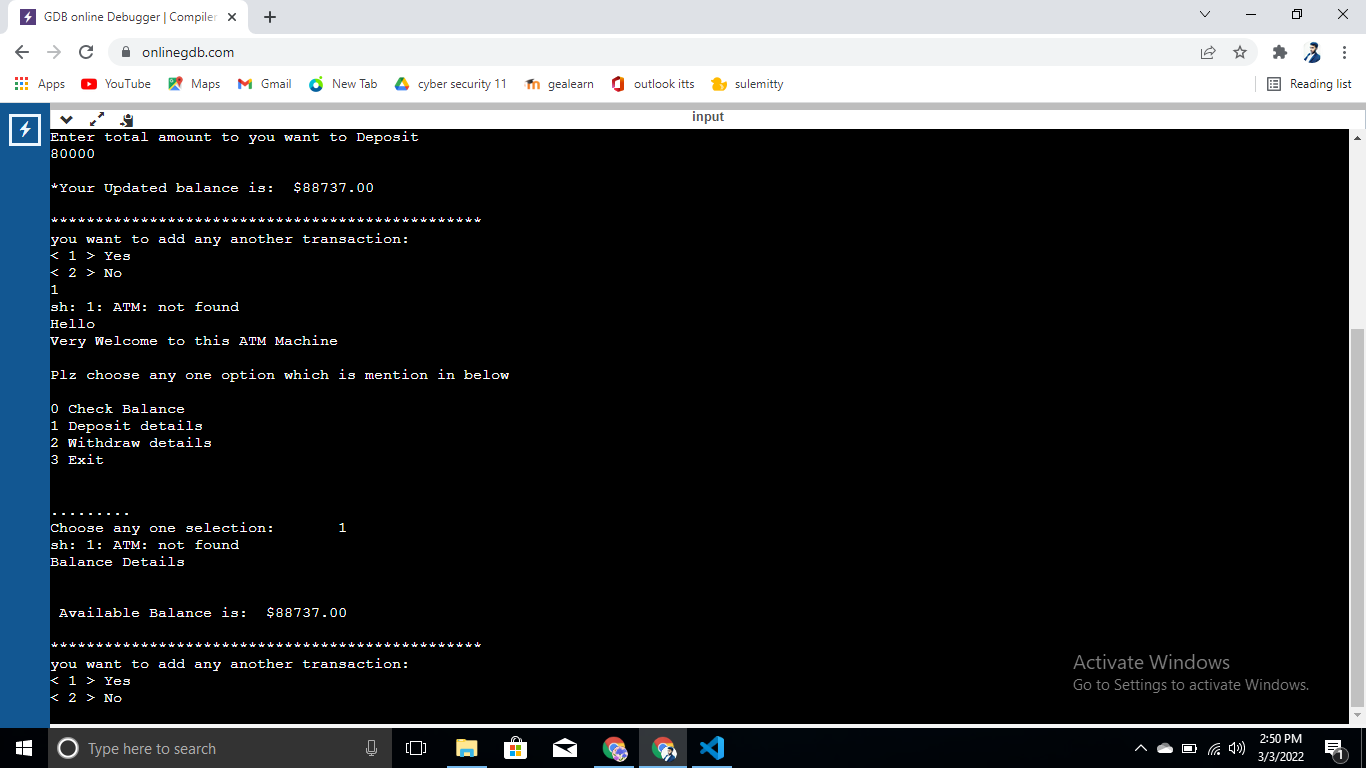 GDB online Debugger | Compiler
onlinegdb.com
Apps
YouTube
Maps
Gmail
New Tab
cyber security 11
gealearn
outlook itts
sulemitty
Reading list
input
Enter total amount to you want to Deposit
80000
*Your Updated balance is:  $88737.00
************************************************
you want to add any another transaction:
< 1 > Yes
< 2 > No
1
sh: 1: ATM: not found
Hello
Very Welcome to this ATM Machine
Plz choose any one option which is mention in below
0 Check Balance
1 Deposit details
2 Withdraw details
3 Exit
.........
Choose any one selection:       1
sh: 1: ATM: not found
Balance Details
Available Balance is:  $88737.00
************************************************
you want to add any another transaction:
< 1 > Yes
< 2 > No
Activate Windows
Go to Settings to activate Windows.
Type here to search
2:50 PM
3/3/2022
1